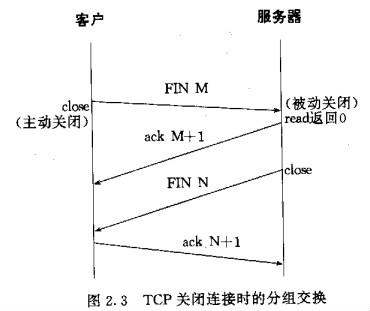 客户 服务器
FIN M
close (被动关闭)
(主动关闭) read返回0
ack M+1
close
FIN N
ack N+1
图 2.3 TCP 关闭连接时的分组交换